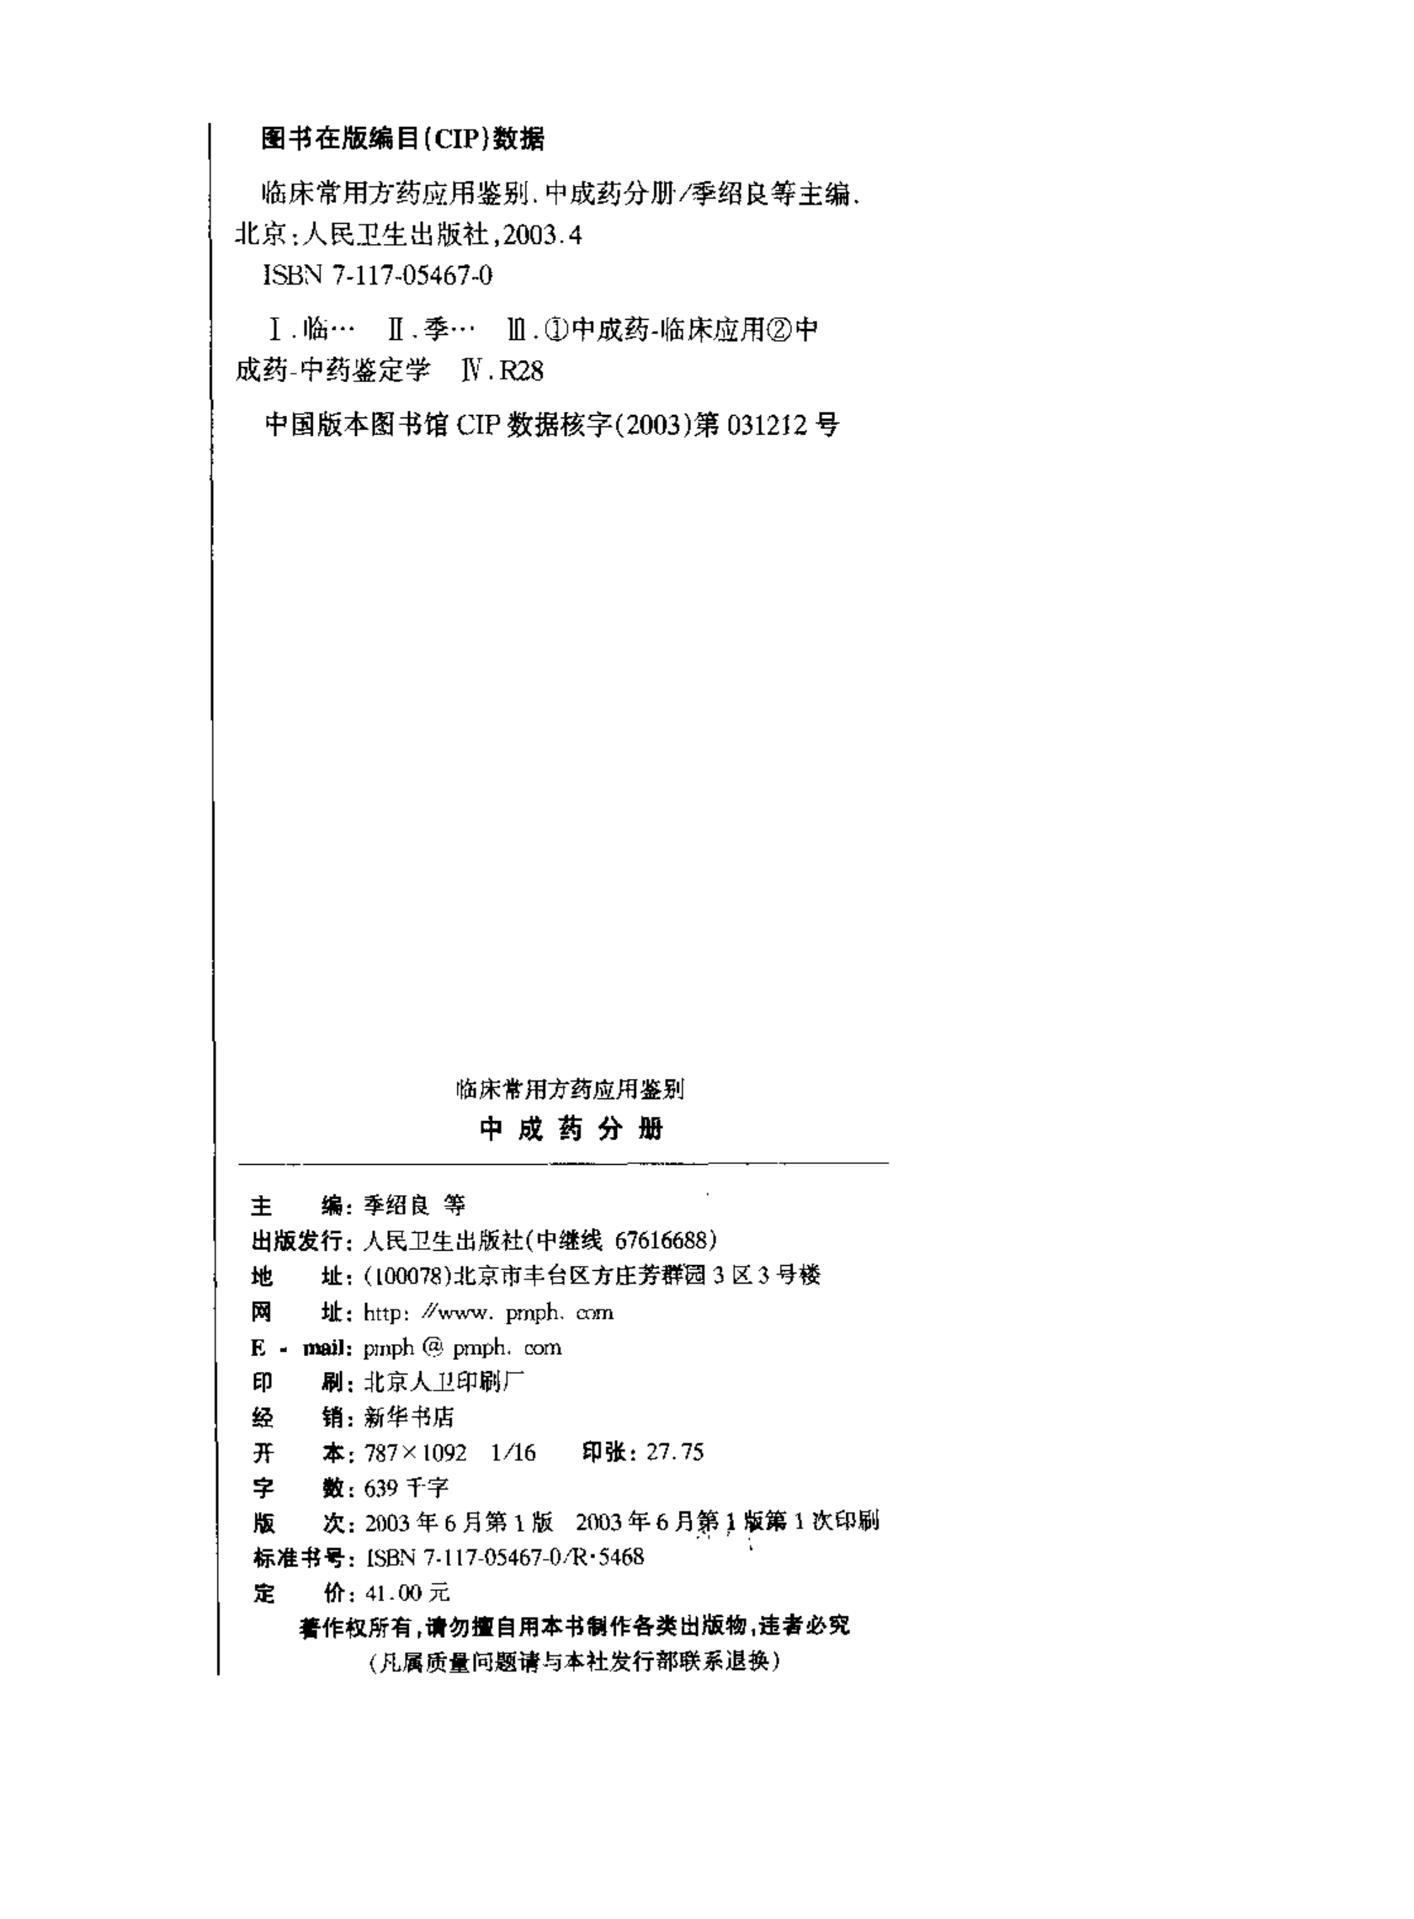 图书在版编目(CIP)数据
临床常用方药应用鉴别.中成药分册/季绍良等主编.
北京:人民卫生出版社,2003.4
ISBN 7-117-05467-0
Ⅰ.临… Ⅱ.季… Ⅲ.①中成药-临床应用②中
成药-中药鉴定学 Ⅳ.R28
中国版本图书馆 CIP 数据核字(2003)第 031212 号
临床常用方药应用鉴别
中成药分册
主 编: 季绍良 等
出版发行: 人民卫生出版社(中继线 67616688)
地 址: (100078)北京市丰台区方庄芳群园 3 区 3 号楼
网 址: http: //www. pmph. com
E - mail: pmph @ pmph. com
印 刷: 北京人卫印刷厂
经 销: 新华书店
开 本: 787×1092 1/16 印张: 27.75
字 数: 639 千字
版 次: 2003 年 6 月第 1 版 2003 年 6 月第 1 版第 1 次印刷
标准书号: ISBN 7-117-05467-0/R·5468
定 价: 41.00 元
著作权所有,请勿擅自用本书制作各类出版物,违者必究
(凡属质量问题请与本社发行部联系退换)